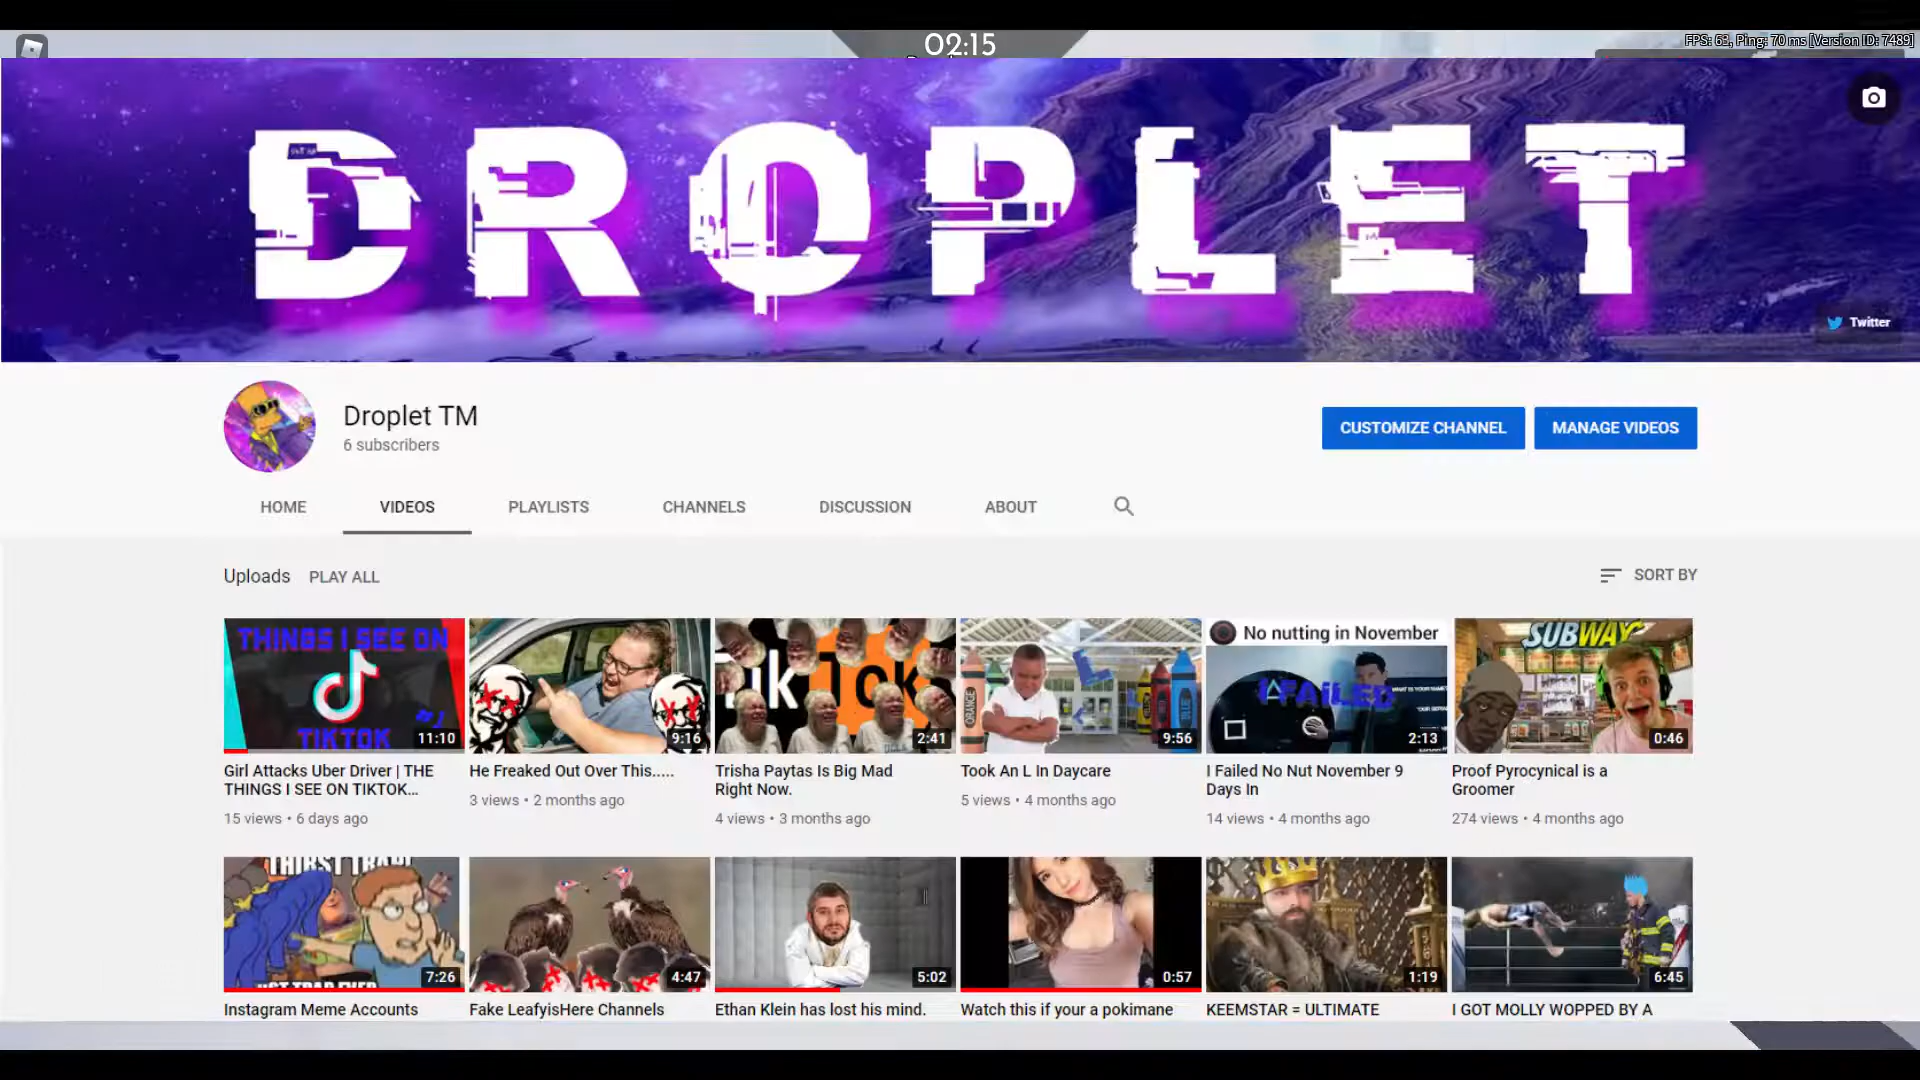 02:15
FPS: 63, Ping: 70 ms [Version ID: 7489]
DROPLET
Twitter
Droplet TM
6 subscribers
CUSTOMIZE CHANNEL
MANAGE VIDEOS
HOME
VIDEOS
PLAYLISTS
CHANNELS
DISCUSSION
ABOUT
Uploads
PLAY ALL
SORT BY
THINGS I SEE ON
TIKTOK
#1
11:10
9:16
Tik Tok
2:41
ORANGE
BLUE
9:56
No nutting in November
I FAILED
2:13
SUBWAY
0:46
Girl Attacks Uber Driver | THE
THINGS I SEE ON TIKTOK...
15 views • 6 days ago
He Freaked Out Over This.....
3 views • 2 months ago
Trisha Paytas Is Big Mad
Right Now.
4 views • 3 months ago
Took An L In Daycare
5 views • 4 months ago
I Failed No Nut November 9
Days In
14 views • 4 months ago
Proof Pyrocynical is a
Groomer
274 views • 4 months ago
THIRST TRAP!
7:26
4:47
5:02
0:57
1:19
6:45
Instagram Meme Accounts
Fake LeafyisHere Channels
Ethan Klein has lost his mind.
Watch this if your a pokimane
KEEMSTAR = ULTIMATE
I GOT MOLLY WOPPED BY A